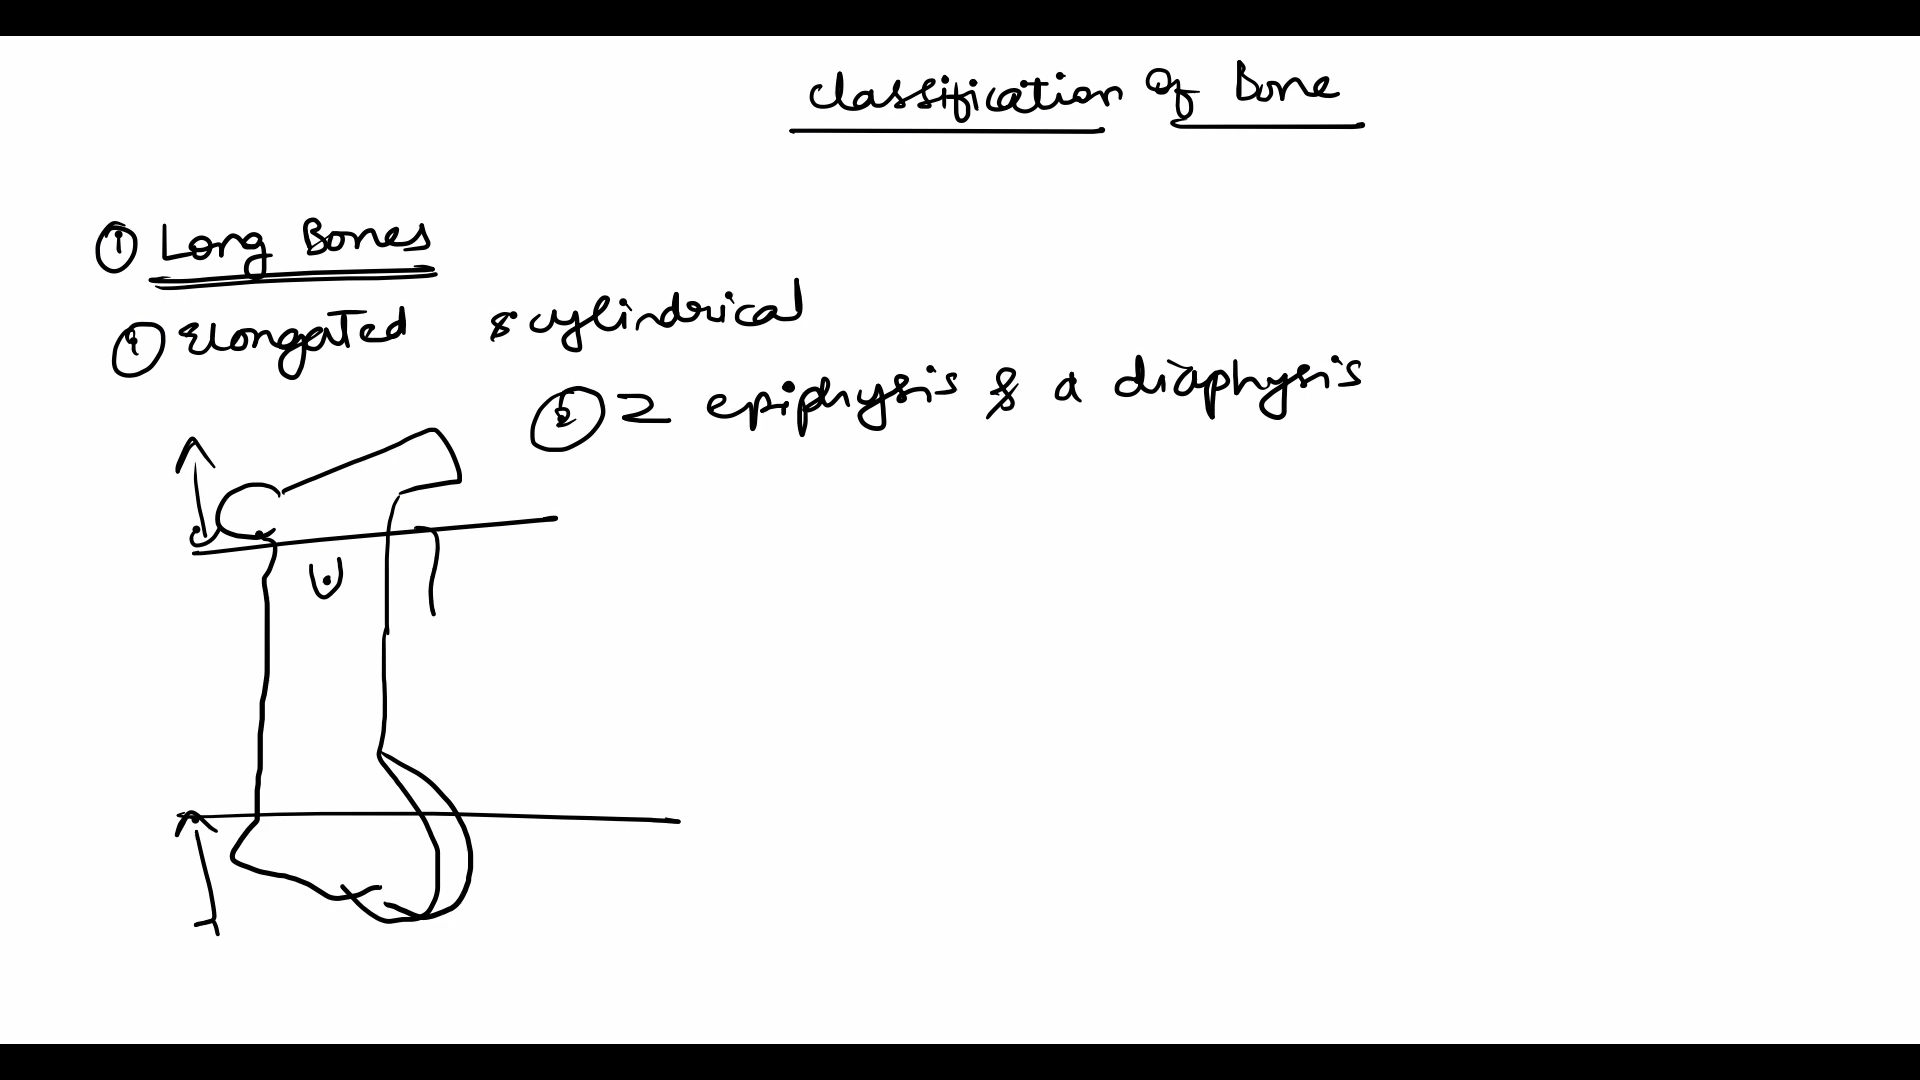 Classification Of Bone
① Long Bones
① Elongated & cylindrical
② 2 epiphysis & a diaphysis